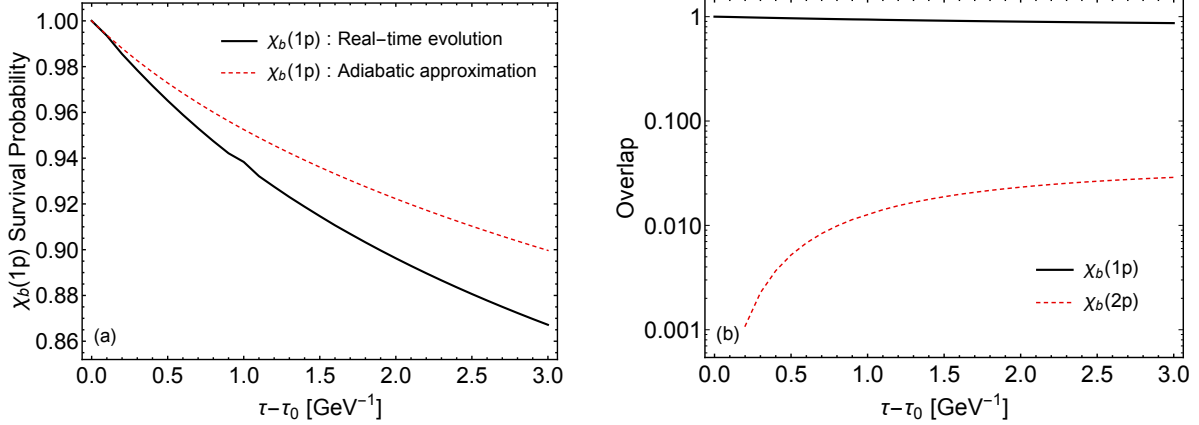 χb(1p) Survival Probability
1.00
0.98
0.96
0.94
0.92
0.90
0.88
0.86
χb(1p) : Real-time evolution
χb(1p) : Adiabatic approximation
(a)
0.0 0.5 1.0 1.5 2.0 2.5 3.0
τ-τ0 [GeV⁻¹]
Overlap
1
0.100
0.010
0.001
χb(1p)
χb(2p)
(b)
0.0 0.5 1.0 1.5 2.0 2.5 3.0
τ-τ0 [GeV⁻¹]